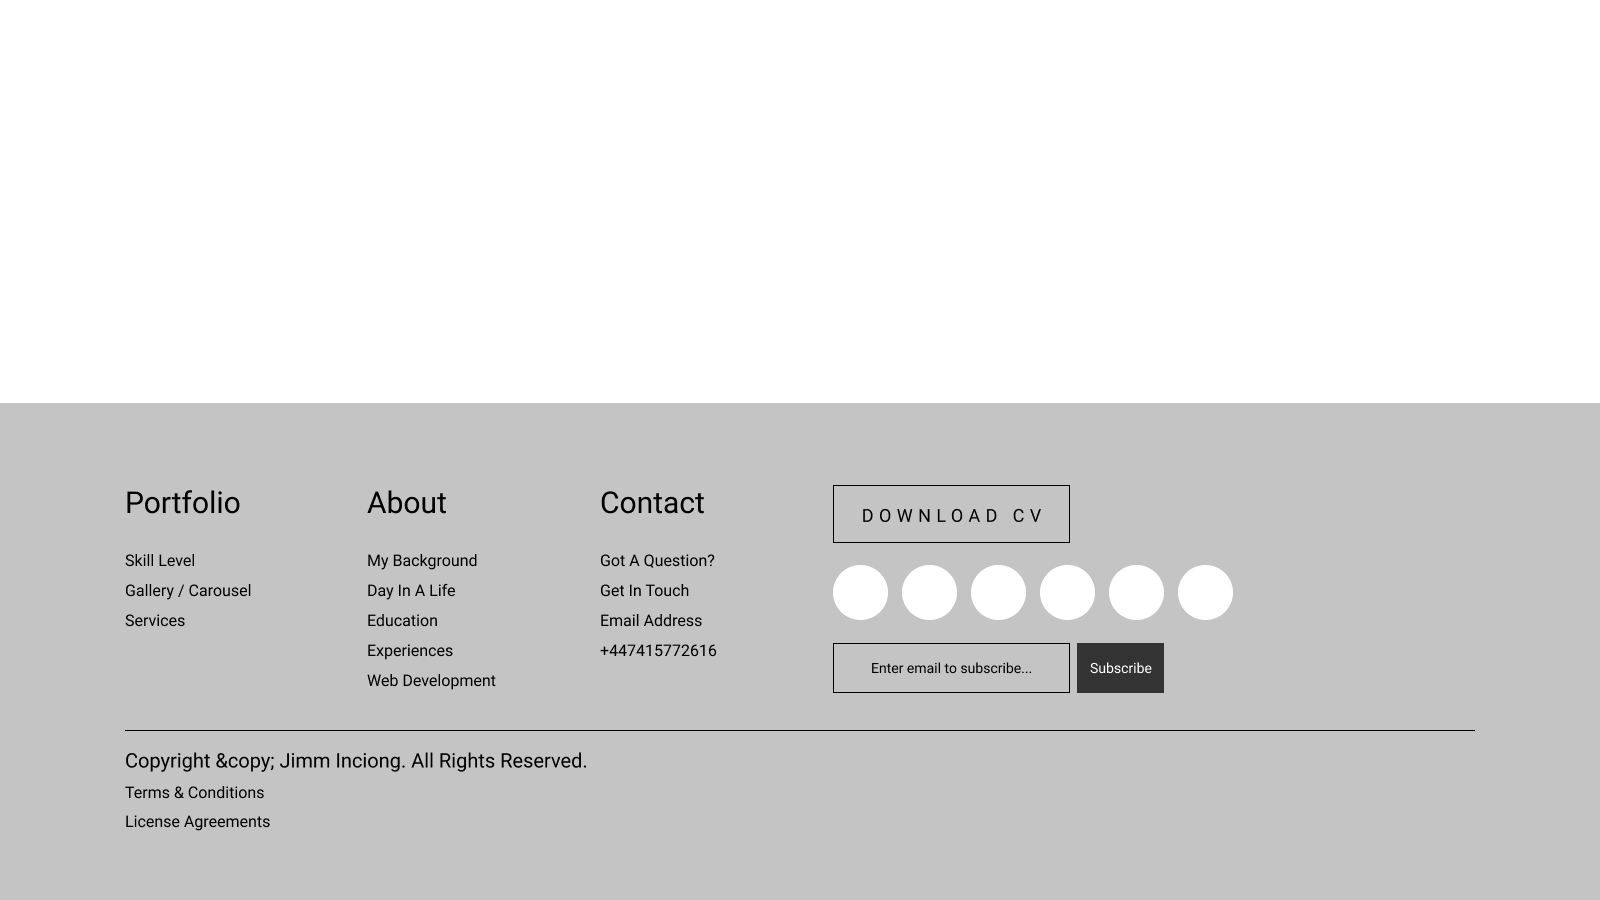 Portfolio
Skill Level
Gallery / Carousel
Services
About
My Background
Day In A Life
Education
Experiences
Web Development
Contact
Got A Question?
Get In Touch
Email Address
+447415772616
DOWNLOAD CV
Enter email to subscribe...
Subscribe
Copyright &copy; Jimm Inciong. All Rights Reserved.
Terms & Conditions
License Agreements